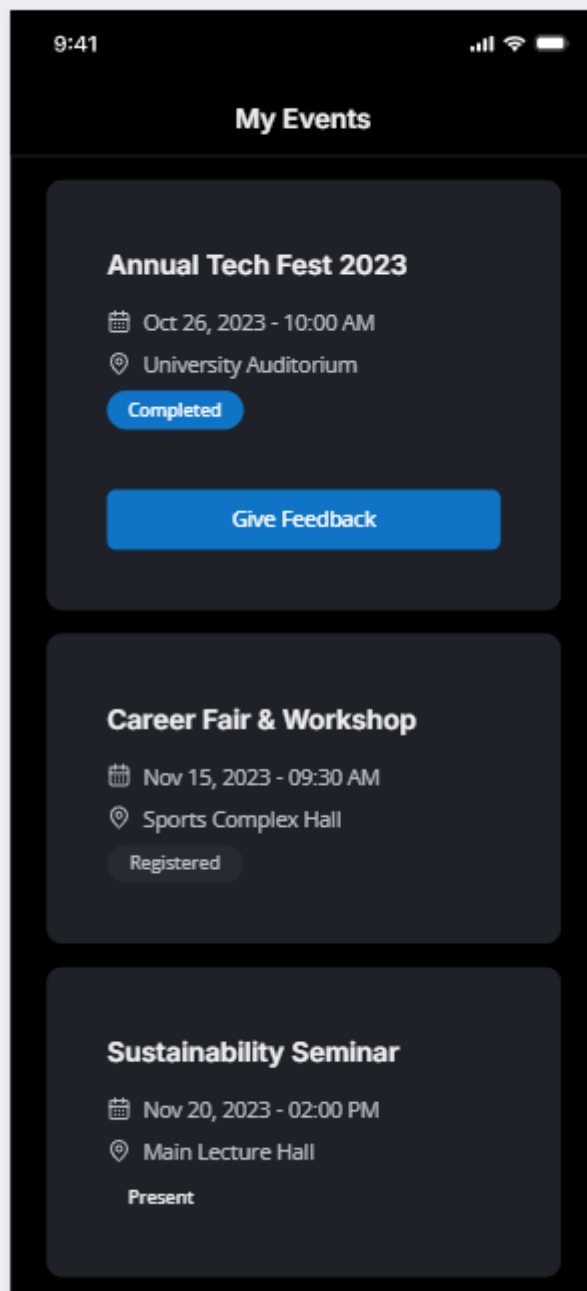 9:41
My Events
Annual Tech Fest 2023
Oct 26, 2023 - 10:00 AM
University Auditorium
Completed
Give Feedback
Career Fair & Workshop
Nov 15, 2023 - 09:30 AM
Sports Complex Hall
Registered
Sustainability Seminar
Nov 20, 2023 - 02:00 PM
Main Lecture Hall
Present